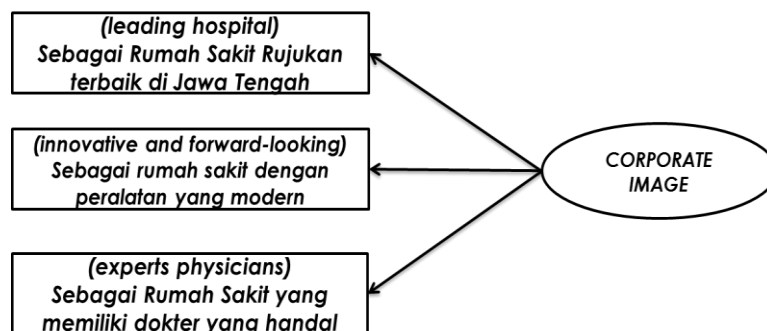 (leading hospital)
Sebagai Rumah Sakit Rujukan
terbaik di Jawa Tengah
(innovative and forward-looking)
Sebagai rumah sakit dengan
peralatan yang modern
CORPORATE
IMAGE
(experts physicians)
Sebagai Rumah Sakit yang
memiliki dokter yang handal